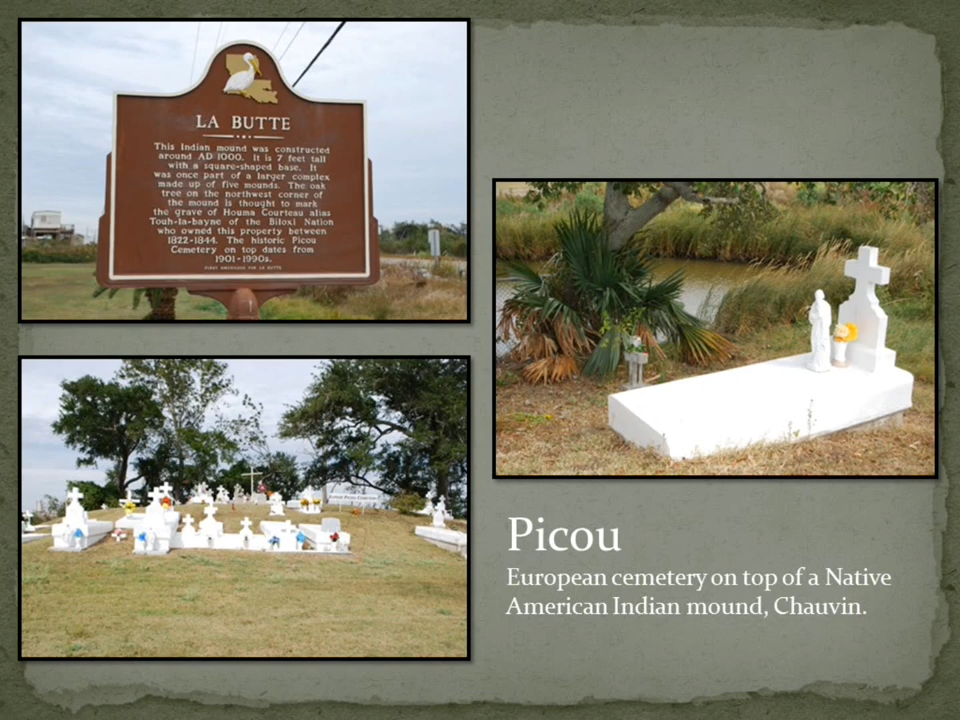 LA BUTTE
This Indian mound was constructed
around AD 1000. It is 7 feet tall
with a square-shaped base. It
was once part of a larger complex
made up of five mounds. The oak
tree on the northwest corner of
the mound is thought to mark
the grave of Houma Courteau alias
Touh-la-bayne of the Biloxi Nation
who owned this property between
1822-1844. The historic Picou
Cemetery on top dates from
1901-1990s.
Picou
European cemetery on top of a Native
American Indian mound, Chauvin.